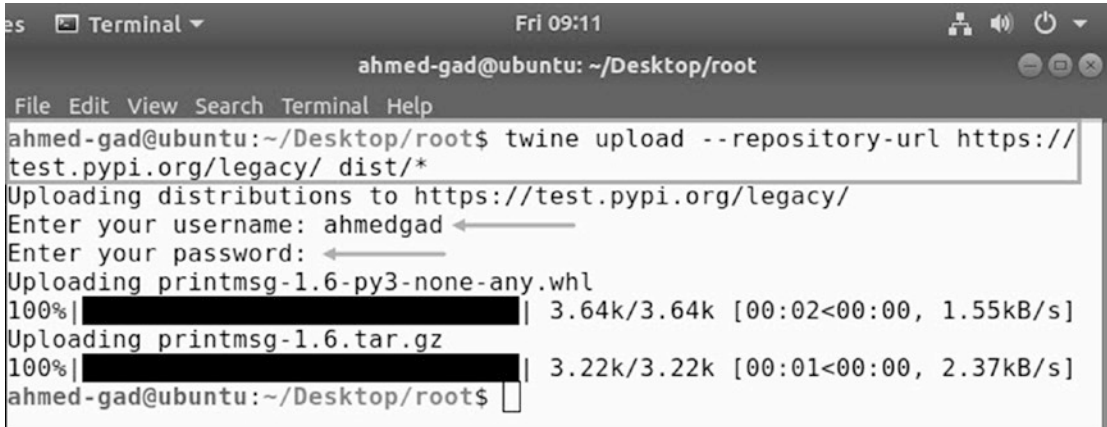 es Terminal Fri 09:11
ahmed-gad@ubuntu: ~/Desktop/root
File Edit View Search Terminal Help
ahmed-gad@ubuntu:~/Desktop/root$ twine upload --repository-url https://
test.pypi.org/legacy/ dist/*
Uploading distributions to https://test.pypi.org/legacy/
Enter your username: ahmedgad
Enter your password:
Uploading printmsg-1.6-py3-none-any.whl
100%| | 3.64k/3.64k [00:02<00:00, 1.55kB/s]
Uploading printmsg-1.6.tar.gz
100%| | 3.22k/3.22k [00:01<00:00, 2.37kB/s]
ahmed-gad@ubuntu:~/Desktop/root$